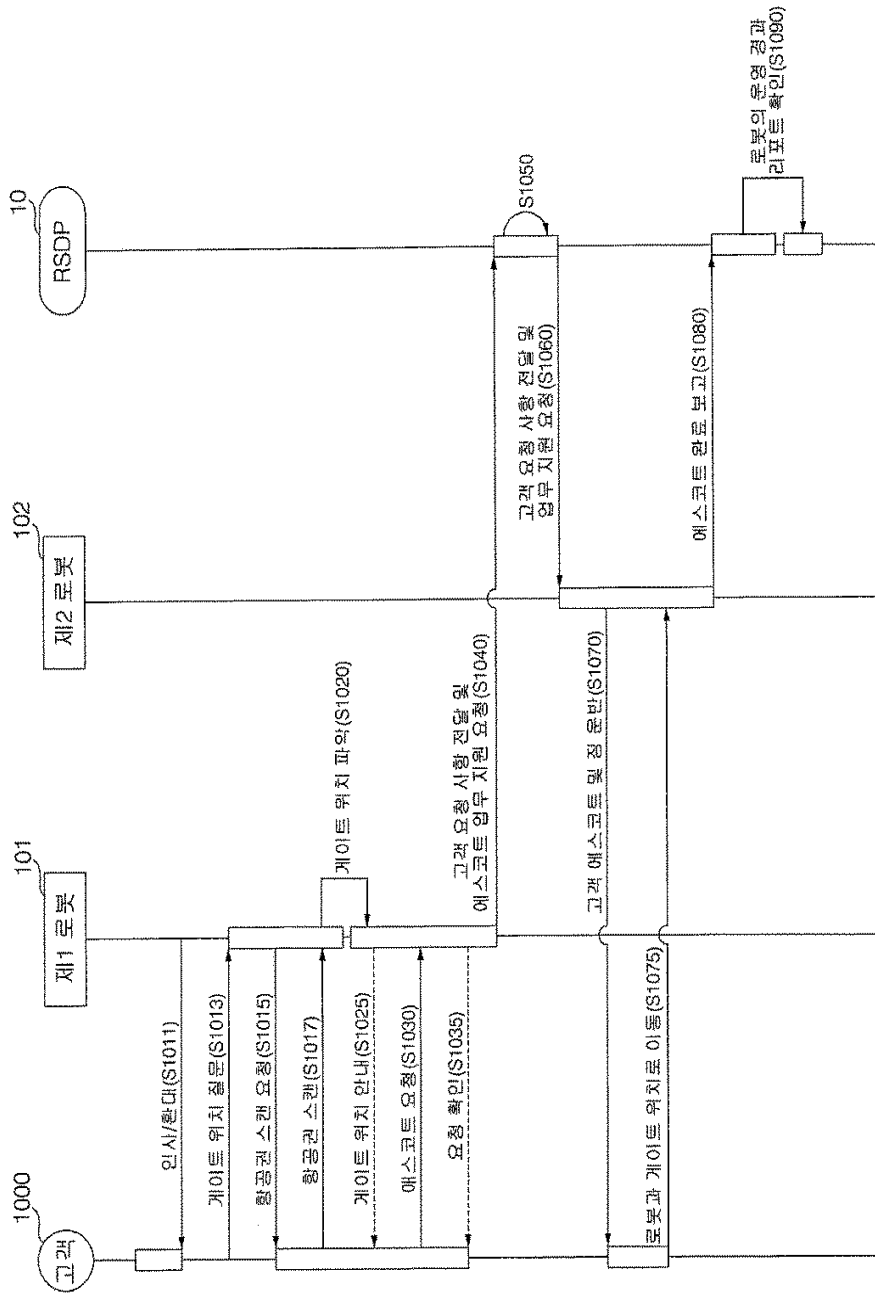 1000
고객
101
제1 로봇
102
제2 로봇
10
RSDP
인사/환대(S1011)
게이트 위치 질문(S1013)
항공권 스캔 요청(S1015)
항공권 스캔(S1017)
게이트 위치 파악(S1020)
게이트 위치 안내(S1025)
에스코트 요청(S1030)
요청 확인(S1035)
고객 요청 사항 전달 및
에스코트 업무 지원 요청(S1040)
S1050
고객 요청 사항 전달 및
업무 지원 요청(S1060)
고객 에스코트 및 짐 운반(S1070)
로봇과 게이트 위치로 이동(S1075)
에스코트 완료 보고(S1080)
로봇의 운영 경과
리포트 확인(S1090)